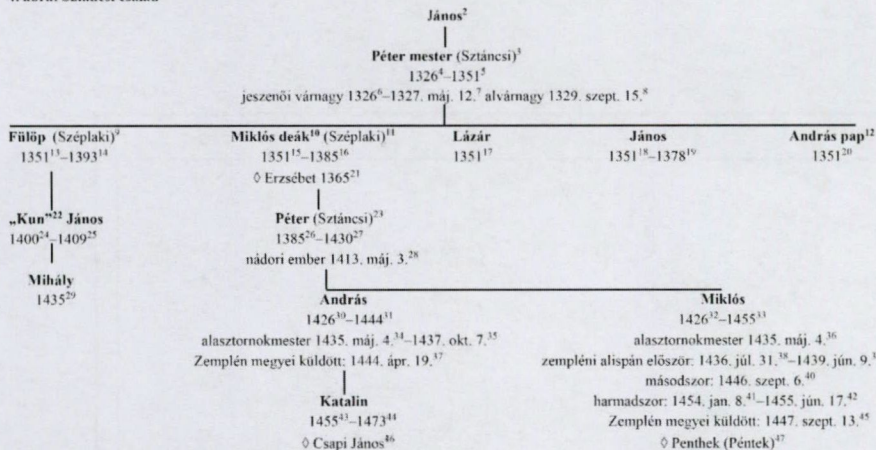 János²
Péter mester (Sztáncsi)³
1326⁴–1351⁵
jeszenői várnagy 1326⁶–1327. máj. 12.⁷ alvárnagy 1329. szept. 15.⁸
Fülöp (Széplaki)⁹ Miklós deák¹⁰ (Széplaki)¹¹ Lázár János András pap¹²
1351¹³–1393¹⁴ 1351¹⁵–1385¹⁶ 1351¹⁷ 1351¹⁸–1378¹⁹ 1351²⁰
◊ Erzsébet 1365²¹
„Kun”²² János Péter (Sztáncsi)²³
1400²⁴–1409²⁵ 1385²⁶–1430²⁷
nádori ember 1413. máj. 3.²⁸
Mihály
1435²⁹
András Miklós
1426³⁰–1444³¹ 1426³²–1455³³
alasztornokmester 1435. máj. 4.³⁴–1437. okt. 7.³⁵ alasztornokmester 1435. máj. 4.³⁶
Zemplén megyei küldött: 1444. ápr. 19.³⁷ zempléni alispán először: 1436. júl. 31.³⁸–1439. jún. 9.
másodszor: 1446. szept. 6.⁴⁰
Katalin harmadszor: 1454. jan. 8.⁴¹–1455. jún. 17.⁴²
1455⁴³–1473⁴⁴ Zemplén megyei küldött: 1447. szept. 13.⁴⁵
◊ Csapi János⁴⁶ ◊ Penthek (Péntek)⁴⁷